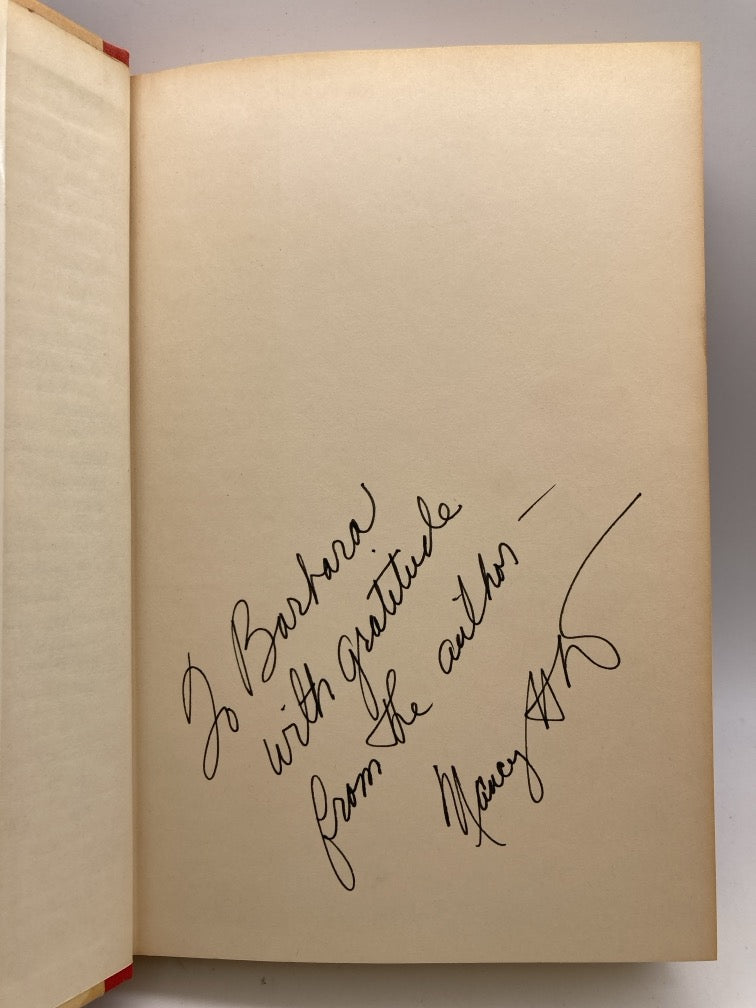 To Barbara
with gratitude
from the author —
Nancy